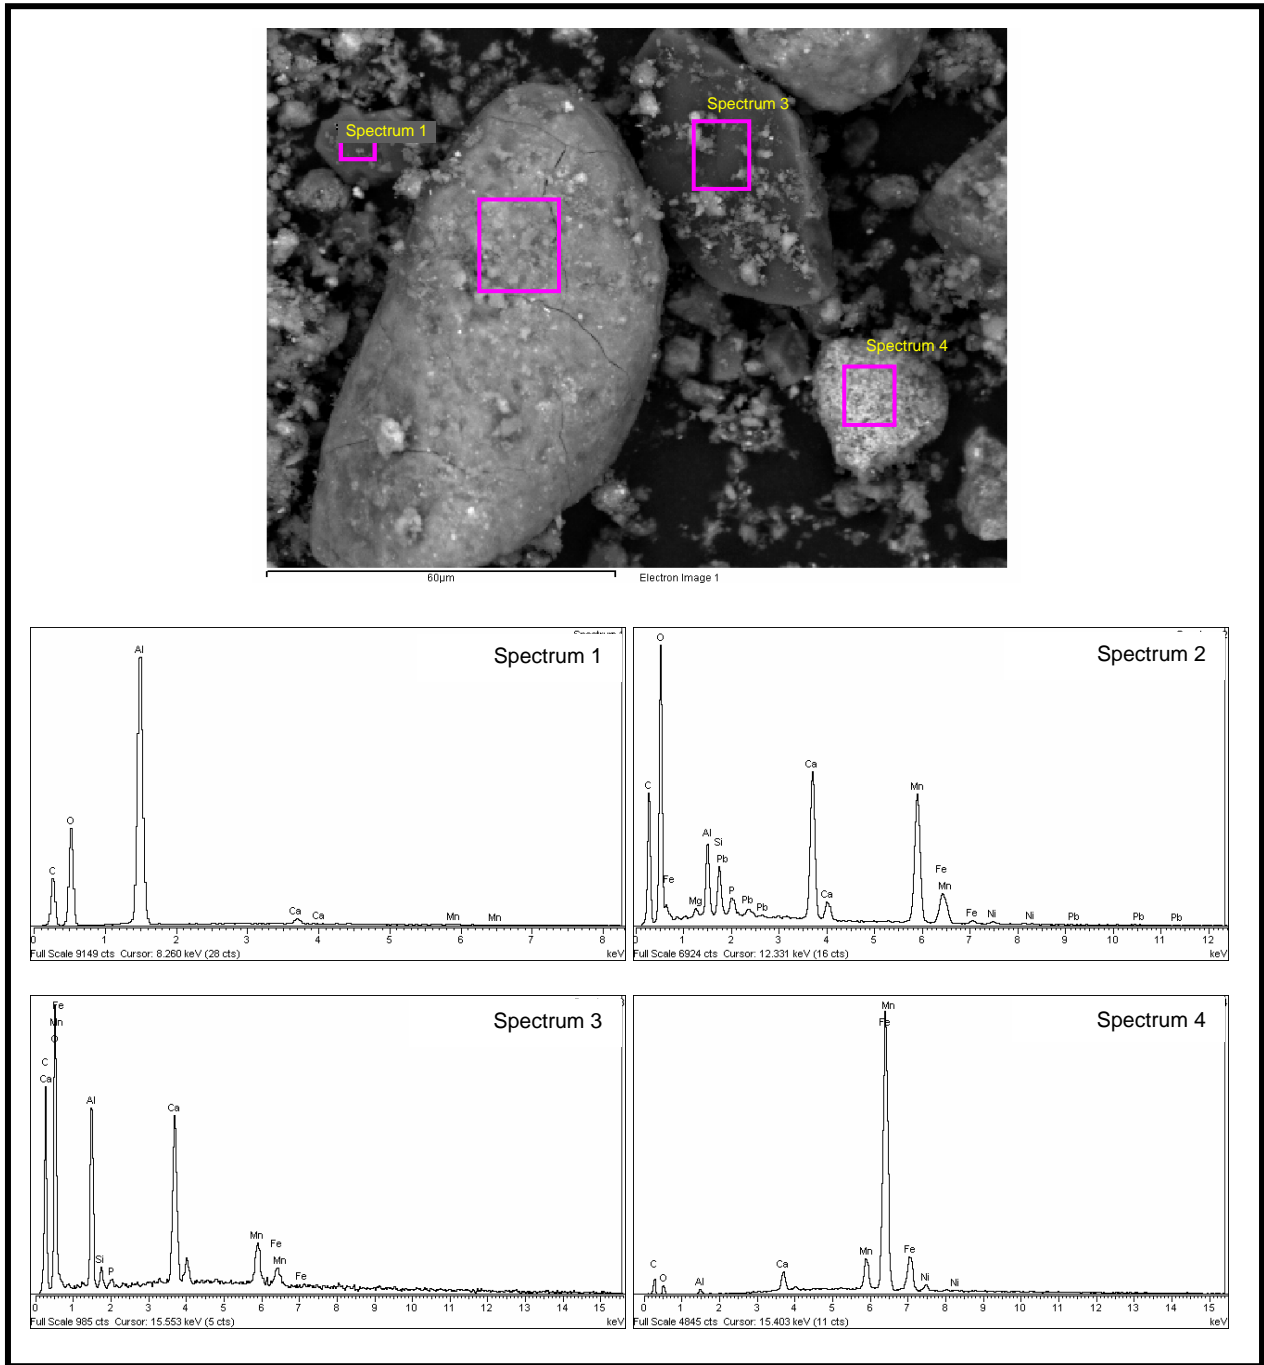 Spectrum 3
Spectrum 1
Spectrum 4
60µm Electron Image 1
Spectrum 1
Al
O
C
Ca
Ca
Mn
Mn
0 1 2 3 4 5 6 7 8
Full Scale 9149 cts Cursor: 8.260 keV (28 cts) keV
Spectrum 2
O
Ca
C
Mn
Al
Si
Pb
Fe
Fe
Mn
Mg
P
Pb
Pb
Ca
Fe
Ni
Ni
Pb
Pb
Pb
0 1 2 3 4 5 6 7 8 9 10 11 12
Full Scale 6924 cts Cursor: 12.331 keV (16 cts) keV
Spectrum 3
Fe
Mn
O
C
Ca
Al
Ca
Si
P
Mn
Fe
Mn
Fe
0 1 2 3 4 5 6 7 8 9 10 11 12 13 14 15
Full Scale 985 cts Cursor: 15.553 keV (5 cts) keV
Spectrum 4
Mn
Fe
C
O
Al
Ca
Mn
Fe
Ni
Ni
0 1 2 3 4 5 6 7 8 9 10 11 12 13 14 15
Full Scale 4845 cts Cursor: 15.403 keV (11 cts) keV